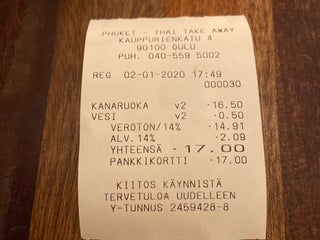 PHUKET - THAI TAKE AWAY
KAUPPURIENKATU 4
90100 OULU
PUH. 040-559 5002
REG 02-01-2020 17:49
000030
KANARUOKA V2 ·16.50
VESI V2 ·0.50
VEROTON/14% ·14.91
ALV.14% ·2.09
YHTEENSÄ ·17.00
PANKKIKORTTI ·17.00
KIITOS KÄYNNISTÄ
TERVETULOA UUDELLEEN
Y-TUNNUS 2459428-8